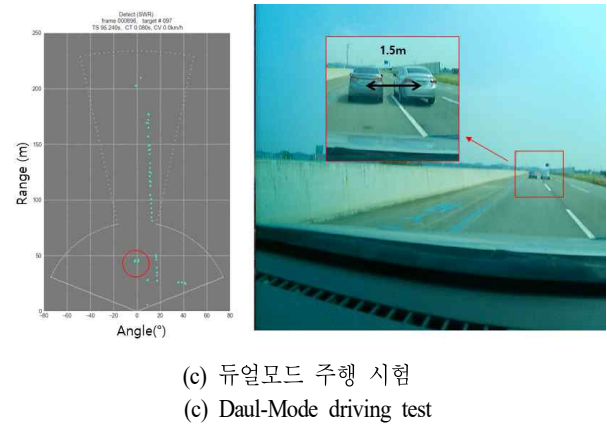 Detect (SWR)
frame 000896, target # 097
TS 96.240s, CT 0.080s, CV 0.0km/h
250
200
150
100
50
0
Range (m)
-80 -60 -40 -20 0 20 40 60 80
Angle(°)
1.5m
(c) 듀얼모드 주행 시험
(c) Daul-Mode driving test